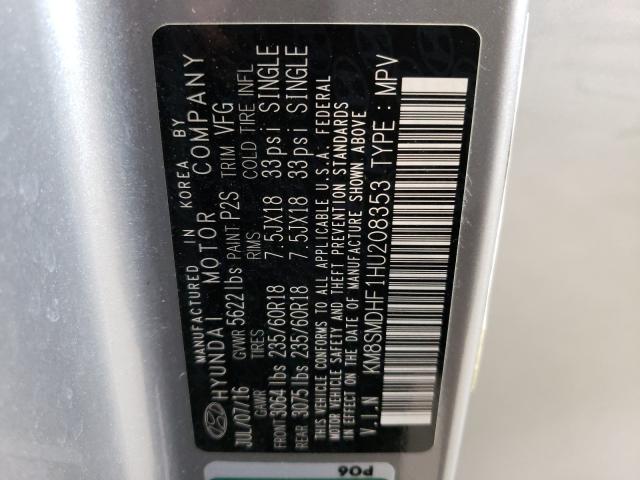 MANUFACTURED IN KOREA BY
HYUNDAI MOTOR COMPANY
JUL/07/16 GVWR 5622lbs PAINT P2S TRIM VFG
GAWR TIRES RIMS COLD TIRE INFL
FRONT 3064lbs 235/60R18 7.5JX18 33psi SINGLE
REAR 3075lbs 235/60R18 7.5JX18 33psi SINGLE
THIS VEHICLE CONFORMS TO ALL APPLICABLE U.S.A. FEDERAL
MOTOR VEHICLE SAFETY AND THEFT PREVENTION STANDARDS
IN EFFECT ON THE DATE OF MANUFACTURE SHOWN ABOVE
V.I.N KM8SMDHF1HU208353 TYPE : MPV
PO6